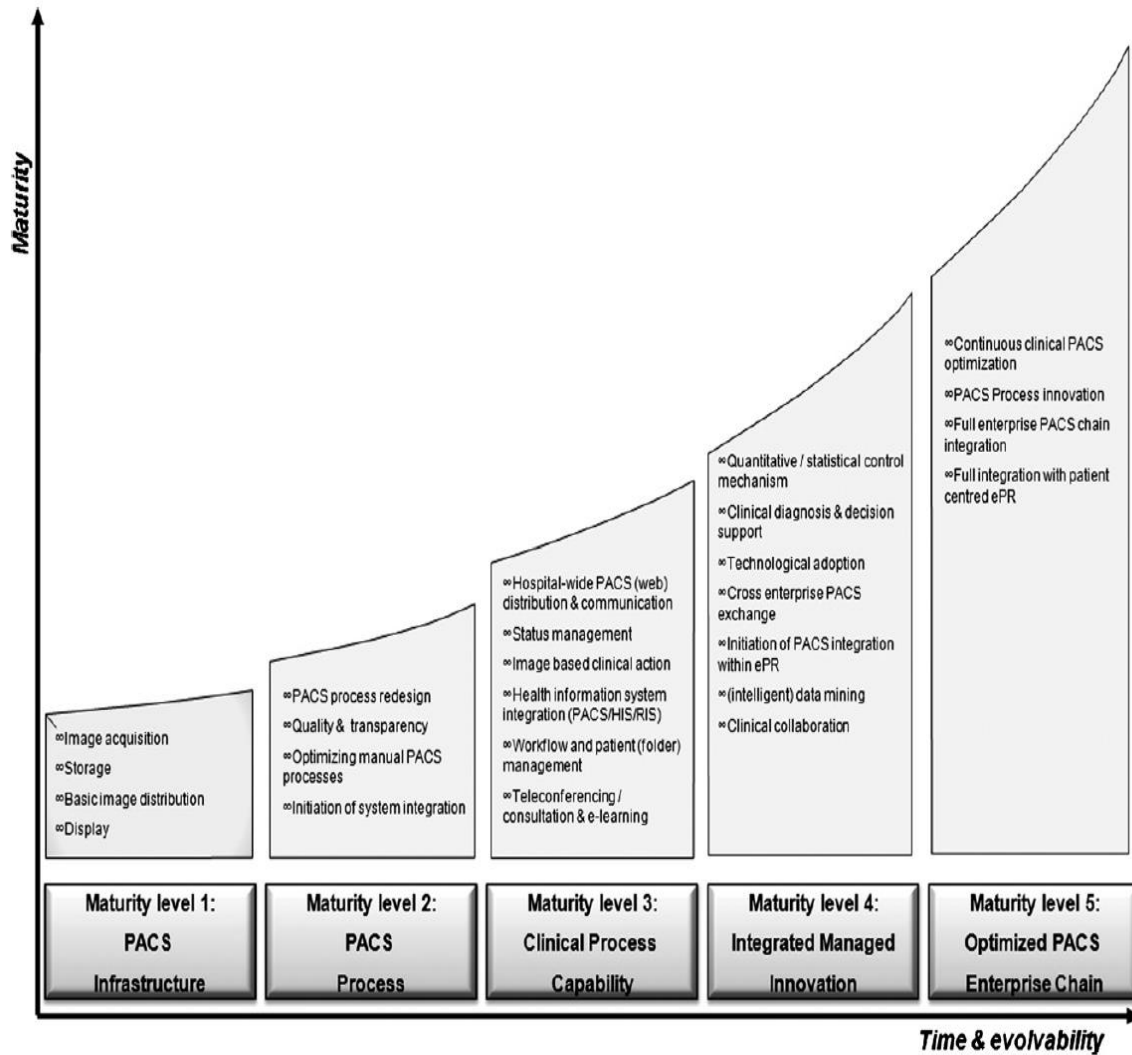 Maturity
∞Image acquisition
∞Storage
∞Basic image distribution
∞Display
∞PACS process redesign
∞Quality & transparency
∞Optimizing manual PACS
processes
∞Initiation of system integration
∞Hospital-wide PACS (web)
distribution & communication
∞Status management
∞Image based clinical action
∞Health information system
integration (PACS/HIS/RIS)
∞Workflow and patient (folder)
management
∞Teleconferencing /
consultation & e-learning
∞Quantitative / statistical control
mechanism
∞Clinical diagnosis & decision
support
∞Technological adoption
∞Cross enterprise PACS
exchange
∞Initiation of PACS integration
within ePR
∞(intelligent) data mining
∞Clinical collaboration
∞Continuous clinical PACS
optimization
∞PACS Process innovation
∞Full enterprise PACS chain
integration
∞Full integration with patient
centred ePR
Maturity level 1:
PACS
Infrastructure
Maturity level 2:
PACS
Process
Maturity level 3:
Clinical Process
Capability
Maturity level 4:
Integrated Managed
Innovation
Maturity level 5:
Optimized PACS
Enterprise Chain
Time & evolvability